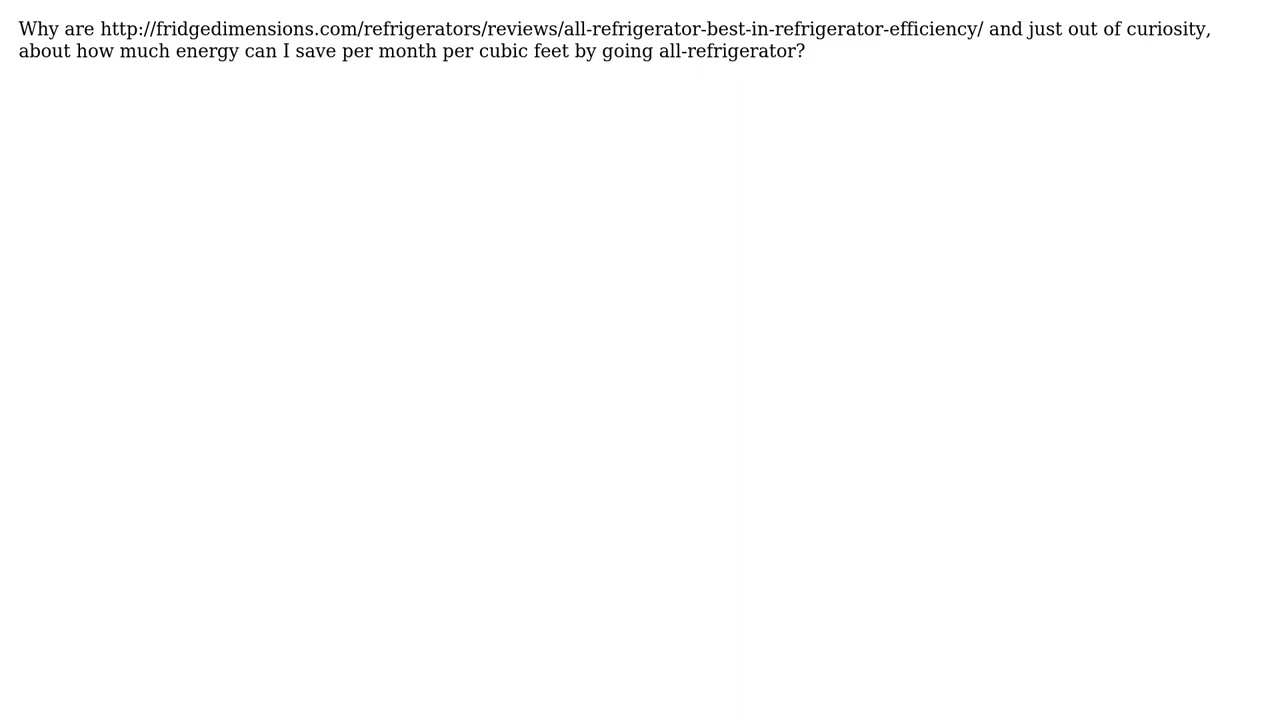 Why are http://fridgedimensions.com/refrigerators/reviews/all-refrigerator-best-in-refrigerator-efficiency/ and just out of curiosity,
about how much energy can I save per month per cubic feet by going all-refrigerator?